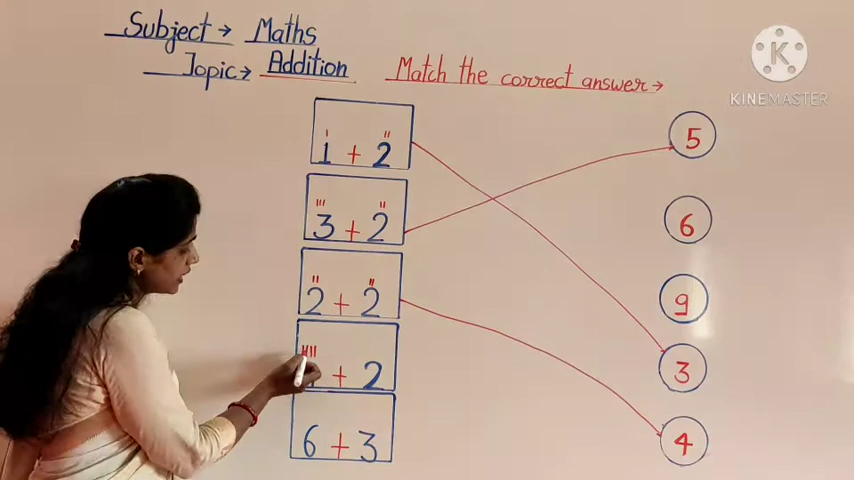 Subject → Maths
Topic → Addition
Match the correct answer →
K
KINEMASTER
1 + 2
5
3 + 2
6
2 + 2
9
+ 2
3
6 + 3
4